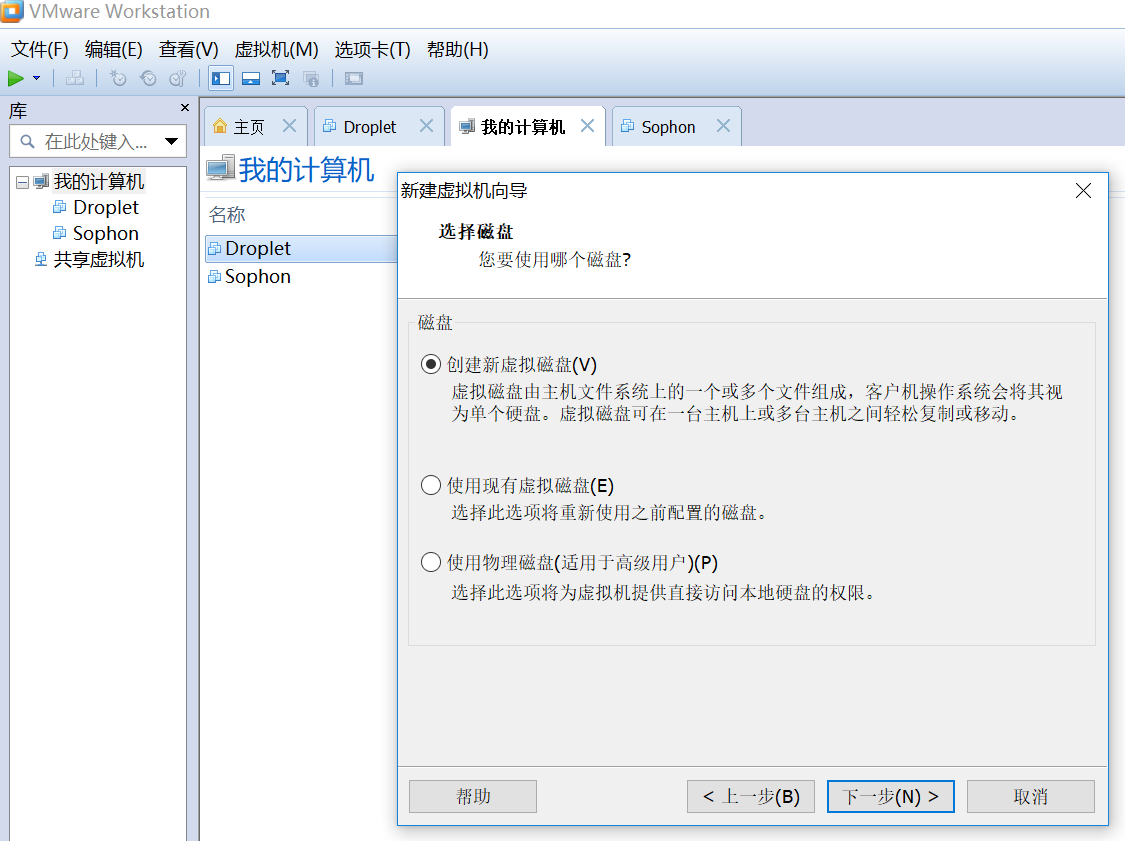 VMware Workstation
文件(F) 编辑(E) 查看(V) 虚拟机(M) 选项卡(T) 帮助(H)
库
在此处键入...
我的计算机
Droplet
Sophon
共享虚拟机
主页 Droplet 我的计算机 Sophon
我的计算机
名称
Droplet
Sophon
新建虚拟机向导
选择磁盘
您要使用哪个磁盘?
磁盘
创建新虚拟磁盘(V)
虚拟磁盘由主机文件系统上的一个或多个文件组成，客户机操作系统会将其视
为单个硬盘。虚拟磁盘可在一台主机上或多台主机之间轻松复制或移动。
使用现有虚拟磁盘(E)
选择此选项将重新使用之前配置的磁盘。
使用物理磁盘(适用于高级用户)(P)
选择此选项将为虚拟机提供直接访问本地硬盘的权限。
帮助 < 上一步(B) 下一步(N) > 取消